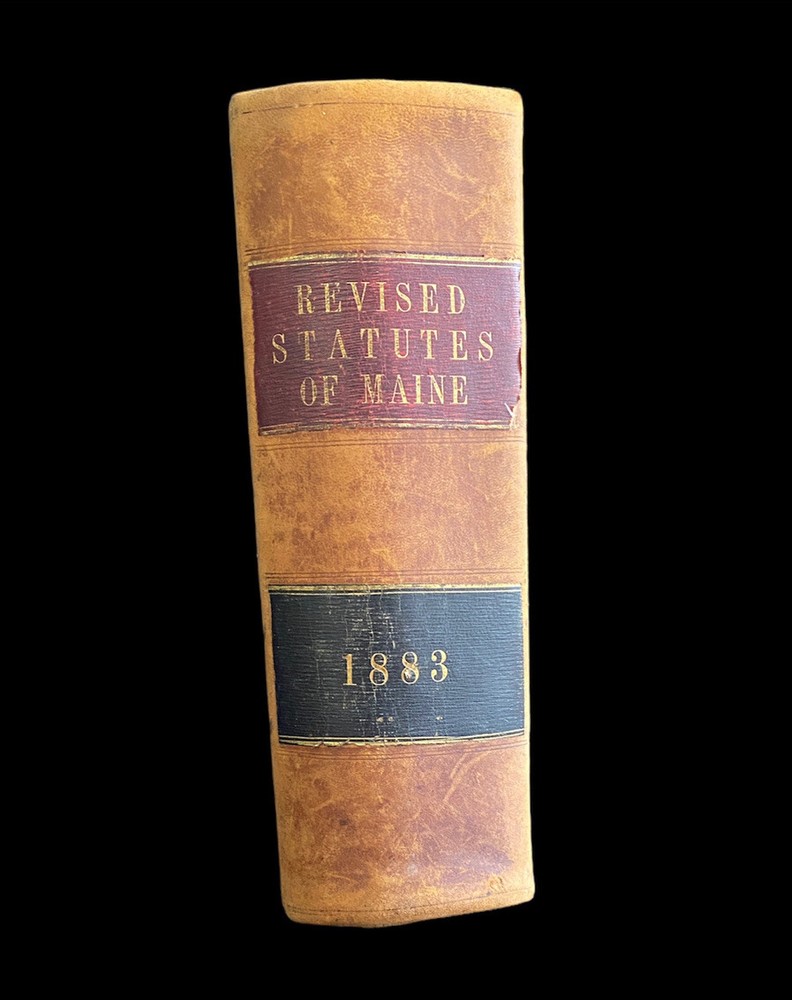 REVISED
STATUTES
OF MAINE
1883